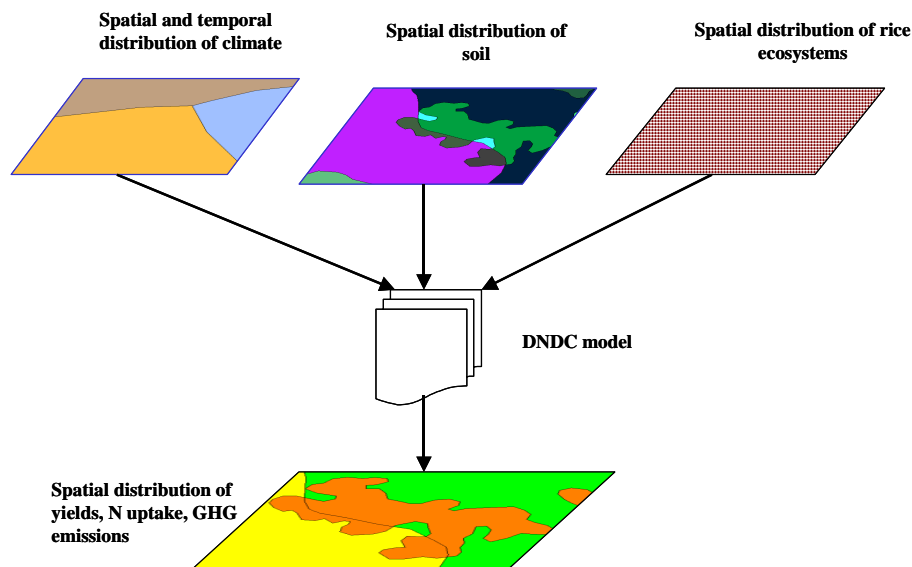 Spatial and temporal
distribution of climate
Spatial distribution of
soil
Spatial distribution of rice
ecosystems
DNDC model
Spatial distribution of
yields, N uptake, GHG
emissions